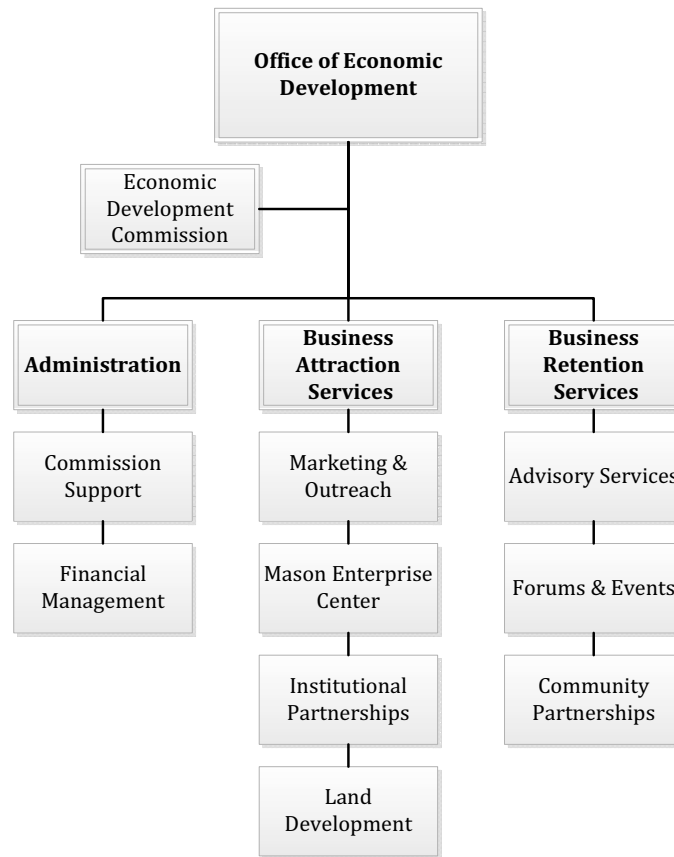 Office of Economic
Development
Economic
Development
Commission
Administration
Business
Attraction
Services
Business
Retention
Services
Commission
Support
Marketing &
Outreach
Advisory Services
Financial
Management
Mason Enterprise
Center
Forums & Events
Institutional
Partnerships
Community
Partnerships
Land
Development